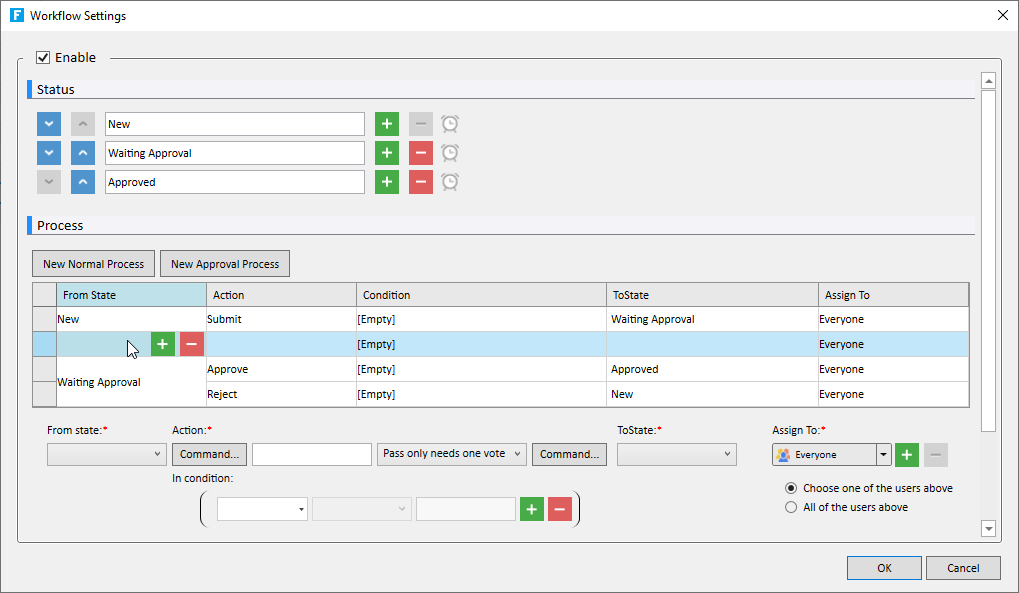 F Workflow Settings
Enable
Status
New
Waiting Approval
Approved
Process
New Normal Process New Approval Process
From State Action Condition ToState Assign To
New Submit [Empty] Waiting Approval Everyone
[Empty] Everyone
Waiting Approval
Approve [Empty] Approved Everyone
Reject [Empty] New Everyone
From state:* Action:* ToState:* Assign To:*
Command... Pass only needs one vote Command... Everyone
In condition:
Choose one of the users above
All of the users above
OK Cancel